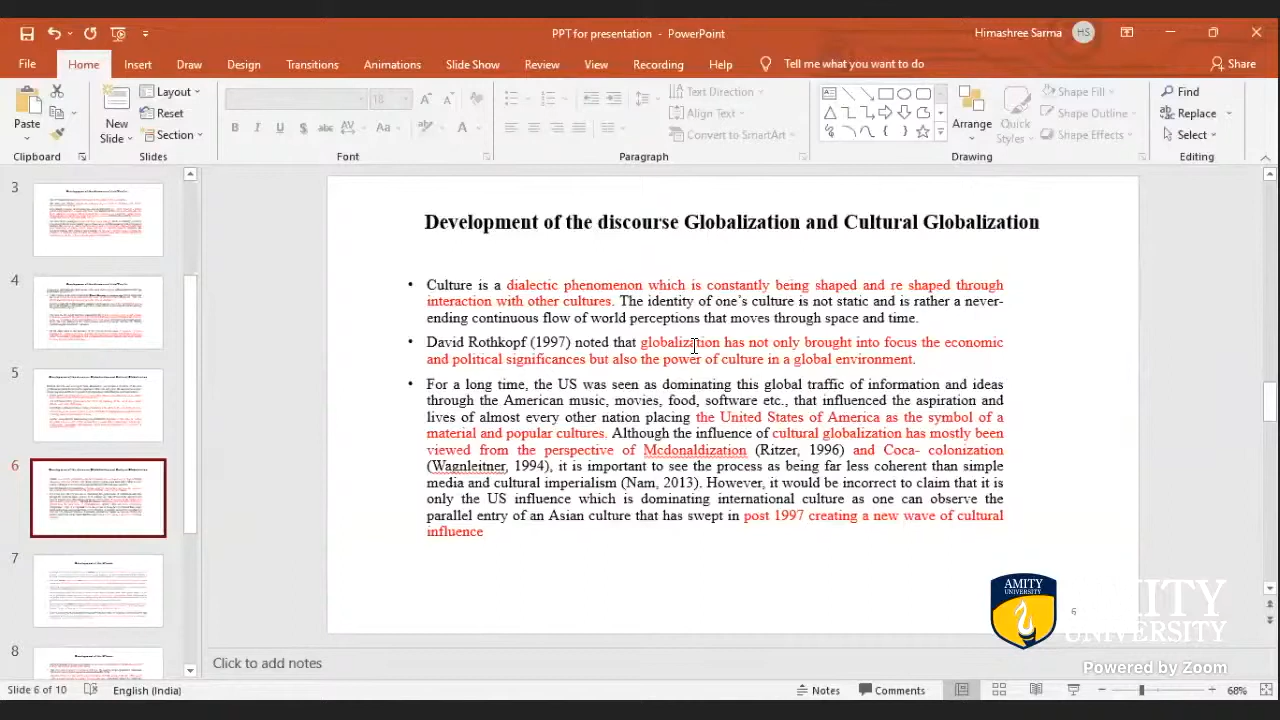 PPT for presentation - PowerPoint
Himashree Sarma
HS
File Home Insert Draw Design Transitions Animations Slide Show Review View Recording Help Tell me what you want to do Share
Paste
New
Slide
Layout
Reset
Section
18
B I U S abc AV Aa A
Text Direction
Align Text
Convert to SmartArt
Arrange
Quick
Styles
Shape Fill
Shape Outline
Shape Effects
Find
Replace
Select
Clipboard Slides Font Paragraph Drawing Editing
3
4
5
6
7
8
Development of the discourse Globalization and Cultural Globalization
• Culture is a dialectic phenomenon which is constantly being shaped and re shaped through
interaction with other cultures. The identity of one's culture is not static and is rather a never-
ending continues flow of world perceptions that moves across space and time.
• David Rothkopf (1997) noted that globalization has not only brought into focus the economic
and political significances but also the power of culture in a global environment.
• For a long time the US was seen as dominating the global traffic of information and ideas
through the American music, movies, food, software etc, that influenced the aspiration and
lives of almost every other nation placing the United States of America as the symbol of a
material and popular cultures. Although the influence of cultural globalization has mostly been
viewed from the perspective of Mcdonaldization (Ritzer, 1996) and Coca- colonization
(Wagnleitner, 1994), it is important to see the process as being far less coherent than simple
ideas and cultural imperialism (Nam, 2013). However, it would be incorrect to claim that it is
only the US influence which is dominating international culture as one can observe the
parallel entry of an Asian culture that has swept in post 1997 creating a new wave of cultural
influence
6
AMITY
UNIVERSITY
AMITY
UNIVERSITY
Powered by Zoom
Click to add notes
Slide 6 of 10 English (India) Notes Comments 68%